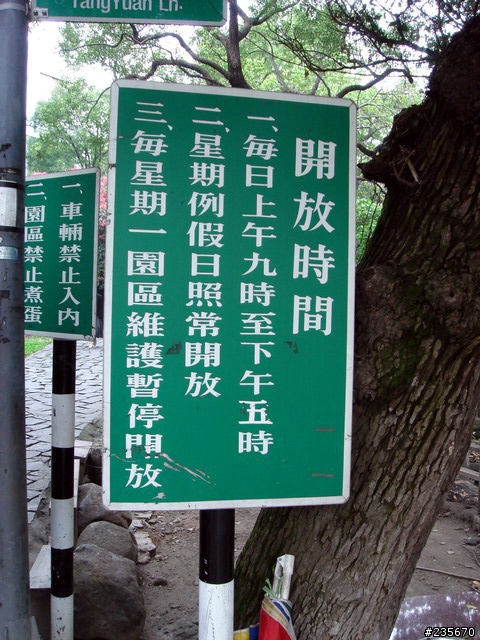 TangYuan Ln.
開放時間
一、每日上午九時至下午五時
二、星期例假日照常開放
三、每星期一園區維護暫停開放
一、車輛禁止入內
二、園區禁止煮蛋
#235670